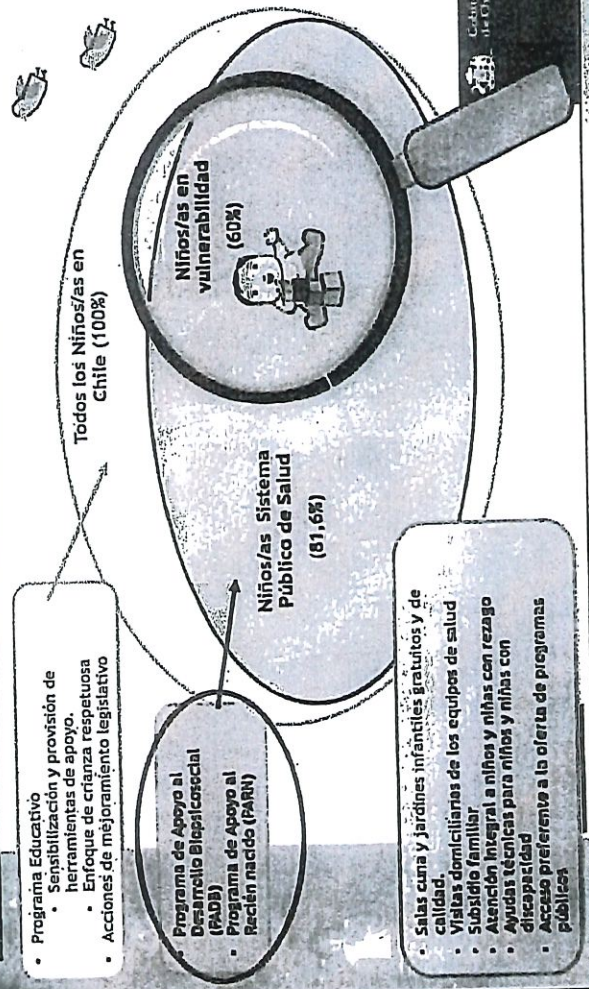 • Programa Educativo
• Sensibilización y provisión de
herramientas de apoyo.
• Enfoque de crianza respetuosa
• Acciones de mejoramiento legislativo
Todos los Niños/as en
Chile (100%)
• Programa de Apoyo al
Desarrollo Biopsicosocial
(PADB)
• Programa de Apoyo al
Recién nacido (PARN)
Niños/as Sistema
Público de Salud
(81,6%)
Niños/as en
vulnerabilidad
(60%)
• Salas cuna y jardines infantiles gratuitos y de
calidad.
• Visitas domiciliarias de los equipos de salud
• Subsidio familiar
• Atención Integral a niños y niñas con rezago
• Ayudas técnicas para niños y niñas con
discapacidad
• Acceso preferente a la oferta de programas
públicos